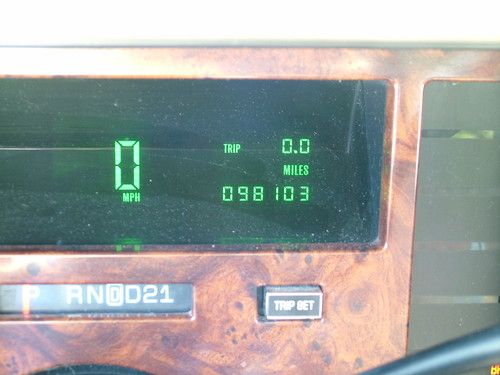 0
MPH
TRIP 0.0
MILES
098103
P RN D D21
TRIP SET